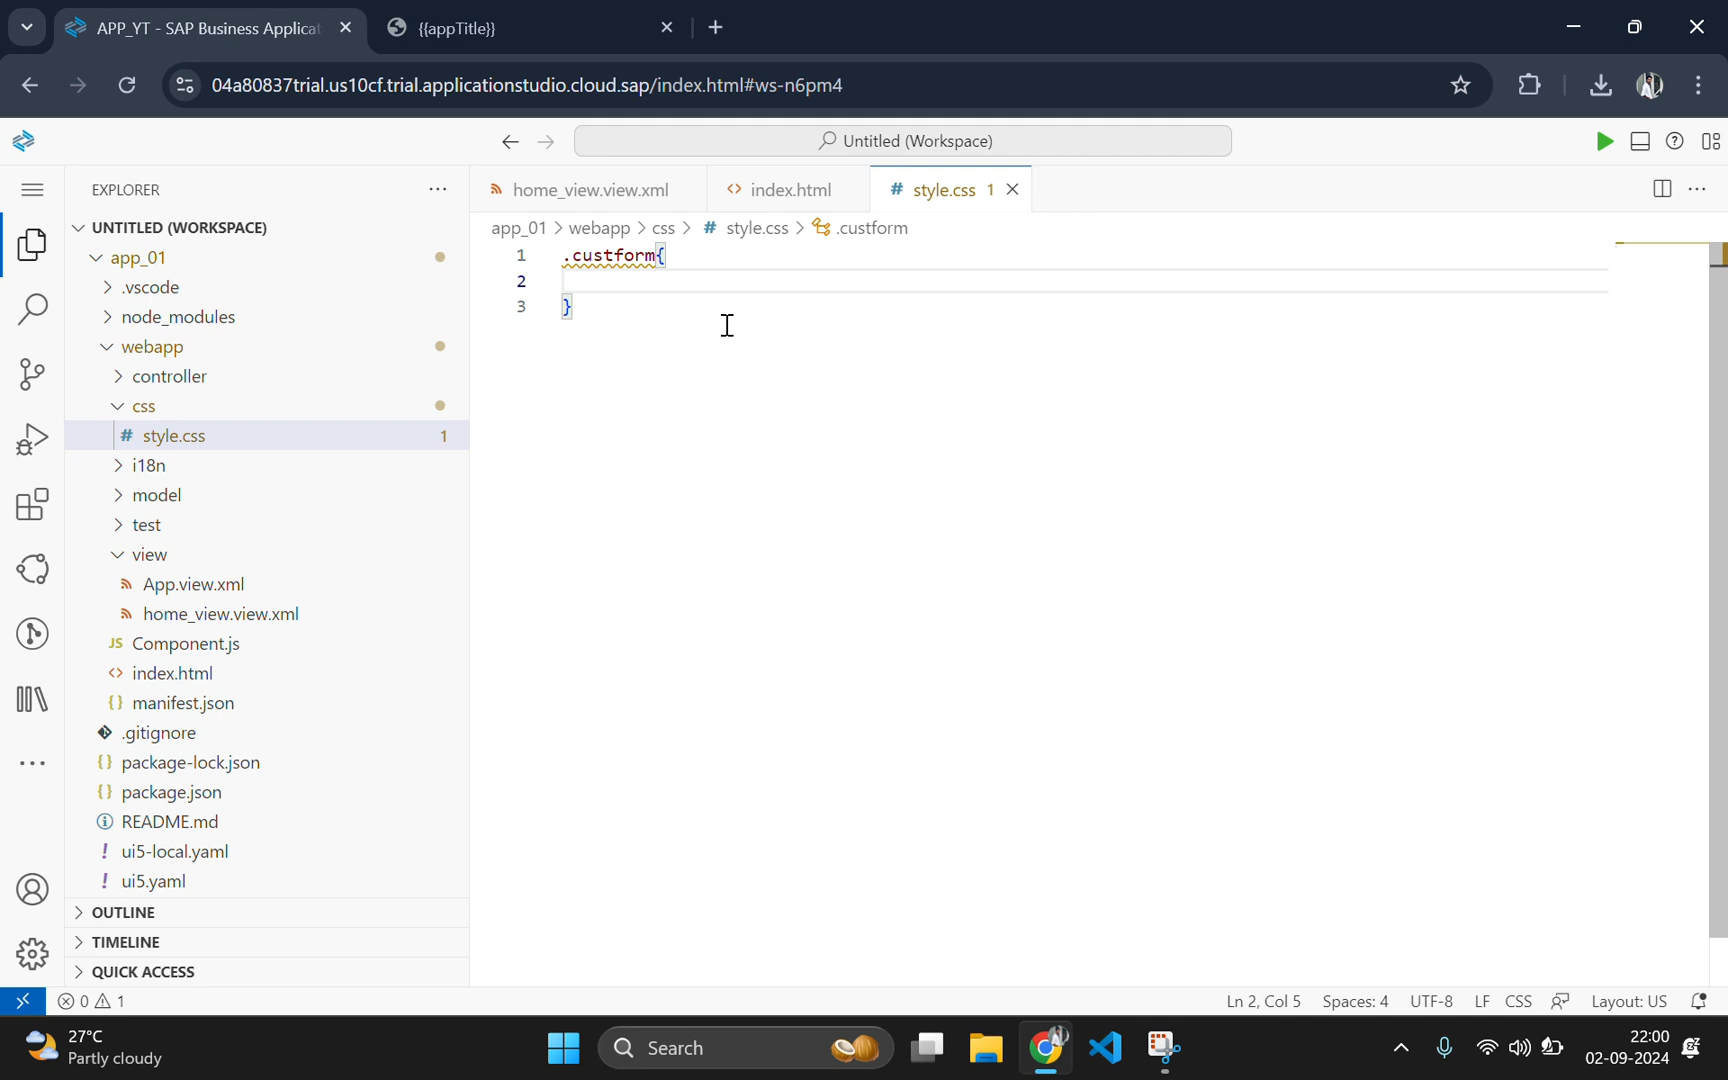 APP_YT - SAP Business Applicat
{{appTitle}}
04a80837trial.us10cf.trial.applicationstudio.cloud.sap/index.html#ws-n6pm4
Untitled (Workspace)
EXPLORER
UNTITLED (WORKSPACE)
app_01
.vscode
node_modules
webapp
controller
css
# style.css 1
i18n
model
test
view
App.view.xml
home_view.view.xml
JS Component.js
<> index.html
{} manifest.json
.gitignore
{} package-lock.json
{} package.json
README.md
! ui5-local.yaml
! ui5.yaml
OUTLINE
TIMELINE
QUICK ACCESS
home_view.view.xml
<> index.html
# style.css 1
app_01 > webapp > css > # style.css > .custform
1 .custform{
2
3 }
0 1
Ln 2, Col 5 Spaces: 4 UTF-8 LF CSS Layout: US
27°C
Partly cloudy
Search
22:00
02-09-2024